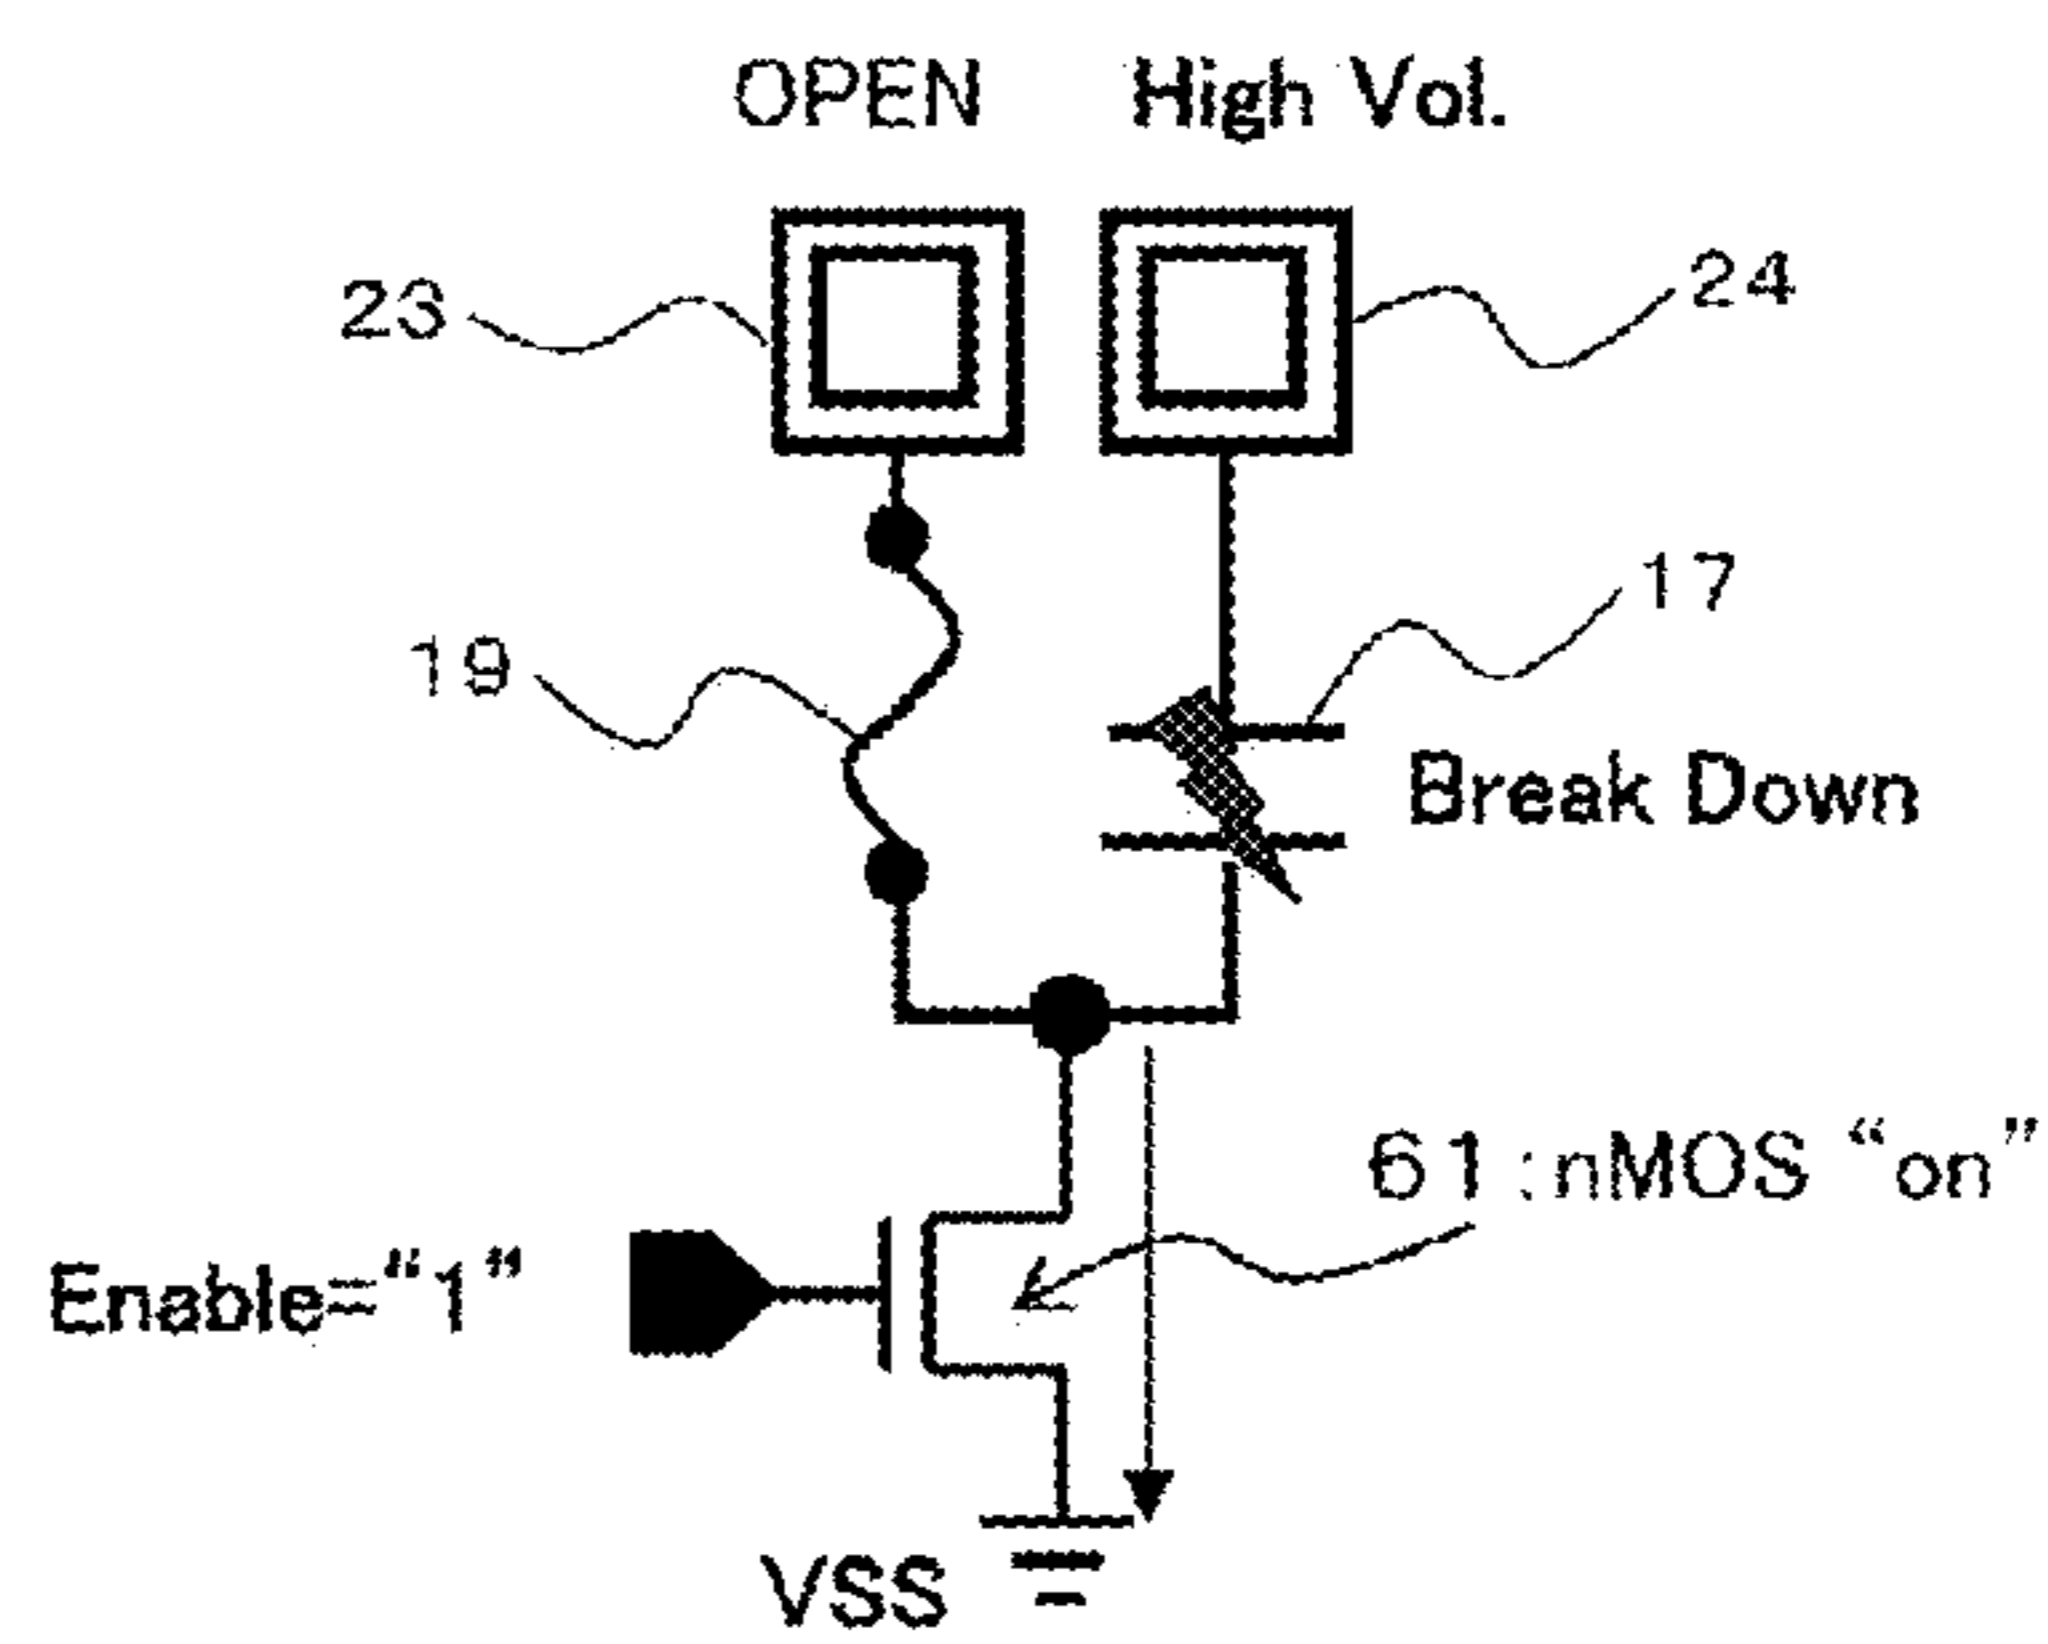 OPEN High Vol.
23
24
17
19
Break Down
61 :nMOS “on”
Enable=“1”
VSS